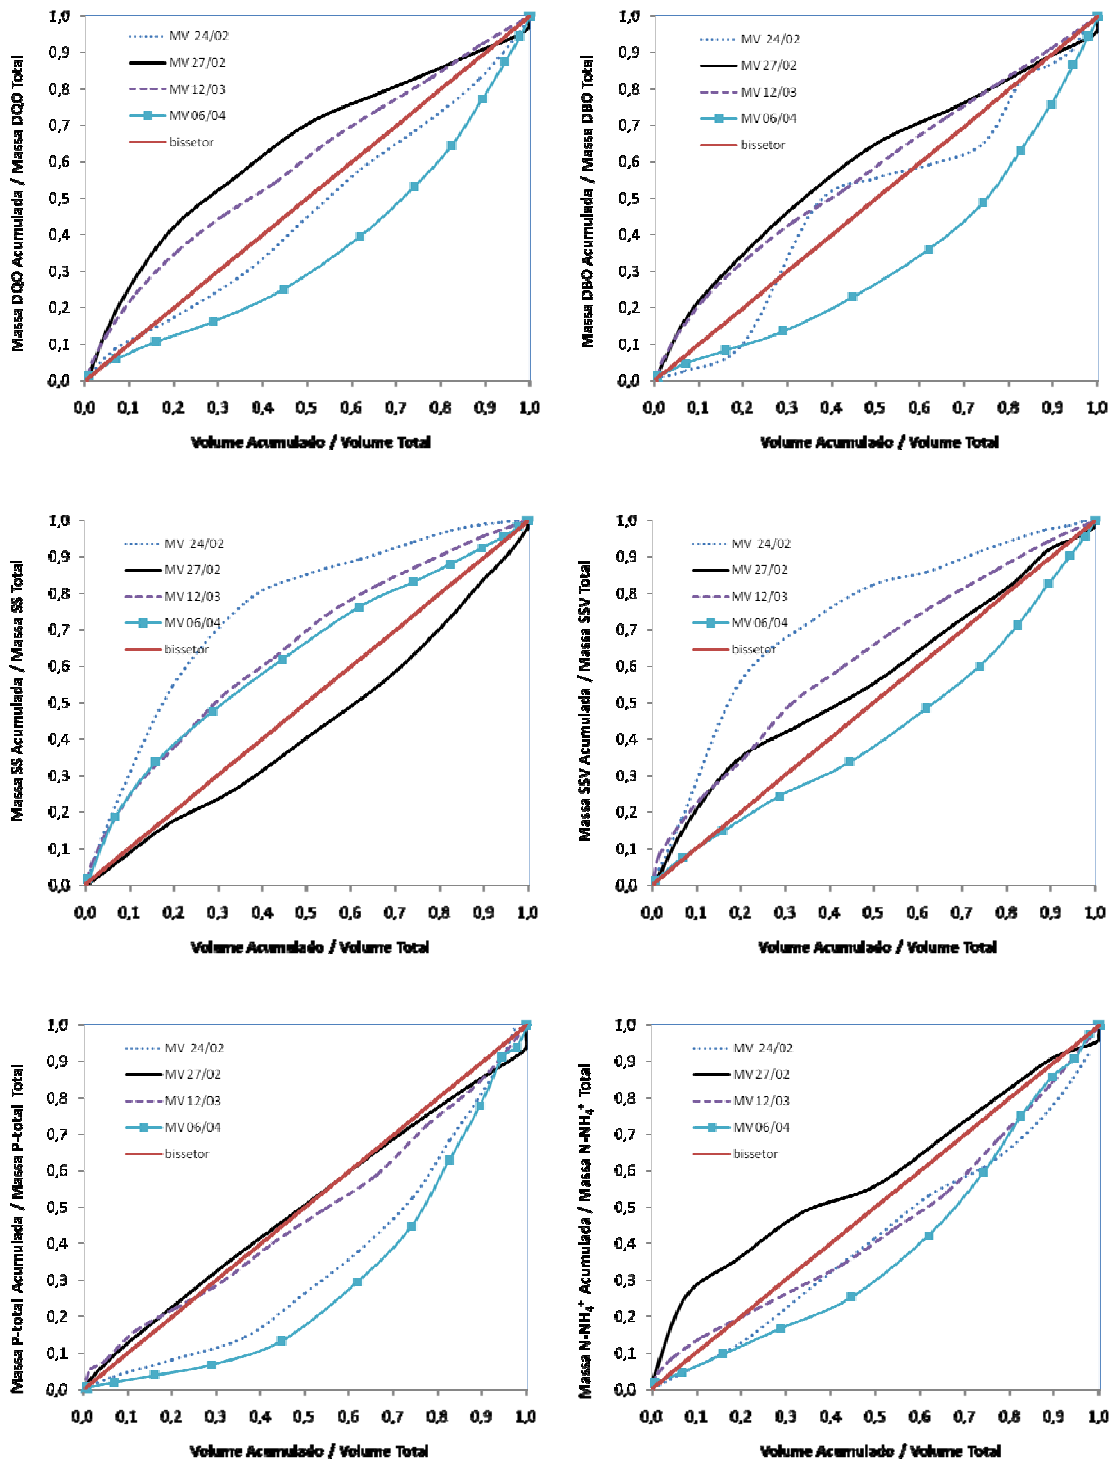 Massa DQO Acumulada / Massa DQO Total
1,0
0,9
0,8
0,7
0,6
0,5
0,4
0,3
0,2
0,1
0,0
MV 24/02
MV 27/02
MV 12/03
MV 06/04
bissetor
0,0 0,1 0,2 0,3 0,4 0,5 0,6 0,7 0,8 0,9 1,0
Volume Acumulado / Volume Total
Massa DBO Acumulada / Massa DBO Total
1,0
0,9
0,8
0,7
0,6
0,5
0,4
0,3
0,2
0,1
0,0
MV 24/02
MV 27/02
MV 12/03
MV 06/04
bissetor
0,0 0,1 0,2 0,3 0,4 0,5 0,6 0,7 0,8 0,9 1,0
Volume Acumulado / Volume Total
Massa SS Acumulada / Massa SS Total
1,0
0,9
0,8
0,7
0,6
0,5
0,4
0,3
0,2
0,1
0,0
MV 24/02
MV 27/02
MV 12/03
MV 06/04
bissetor
0,0 0,1 0,2 0,3 0,4 0,5 0,6 0,7 0,8 0,9 1,0
Volume Acumulado / Volume Total
Massa SSV Acumulada / Massa SSV Total
1,0
0,9
0,8
0,7
0,6
0,5
0,4
0,3
0,2
0,1
0,0
MV 24/02
MV 27/02
MV 12/03
MV 06/04
bissetor
0,0 0,1 0,2 0,3 0,4 0,5 0,6 0,7 0,8 0,9 1,0
Volume Acumulado / Volume Total
Massa P-total Acumulada / Massa P-total Total
1,0
0,9
0,8
0,7
0,6
0,5
0,4
0,3
0,2
0,1
0,0
MV 24/02
MV 27/02
MV 12/03
MV 06/04
bissetor
0,0 0,1 0,2 0,3 0,4 0,5 0,6 0,7 0,8 0,9 1,0
Volume Acumulado / Volume Total
Massa N-NH₄⁺ Acumulada / Massa N-NH₄⁺ Total
1,0
0,9
0,8
0,7
0,6
0,5
0,4
0,3
0,2
0,1
0,0
MV 24/02
MV 27/02
MV 12/03
MV 06/04
bissetor
0,0 0,1 0,2 0,3 0,4 0,5 0,6 0,7 0,8 0,9 1,0
Volume Acumulado / Volume Total